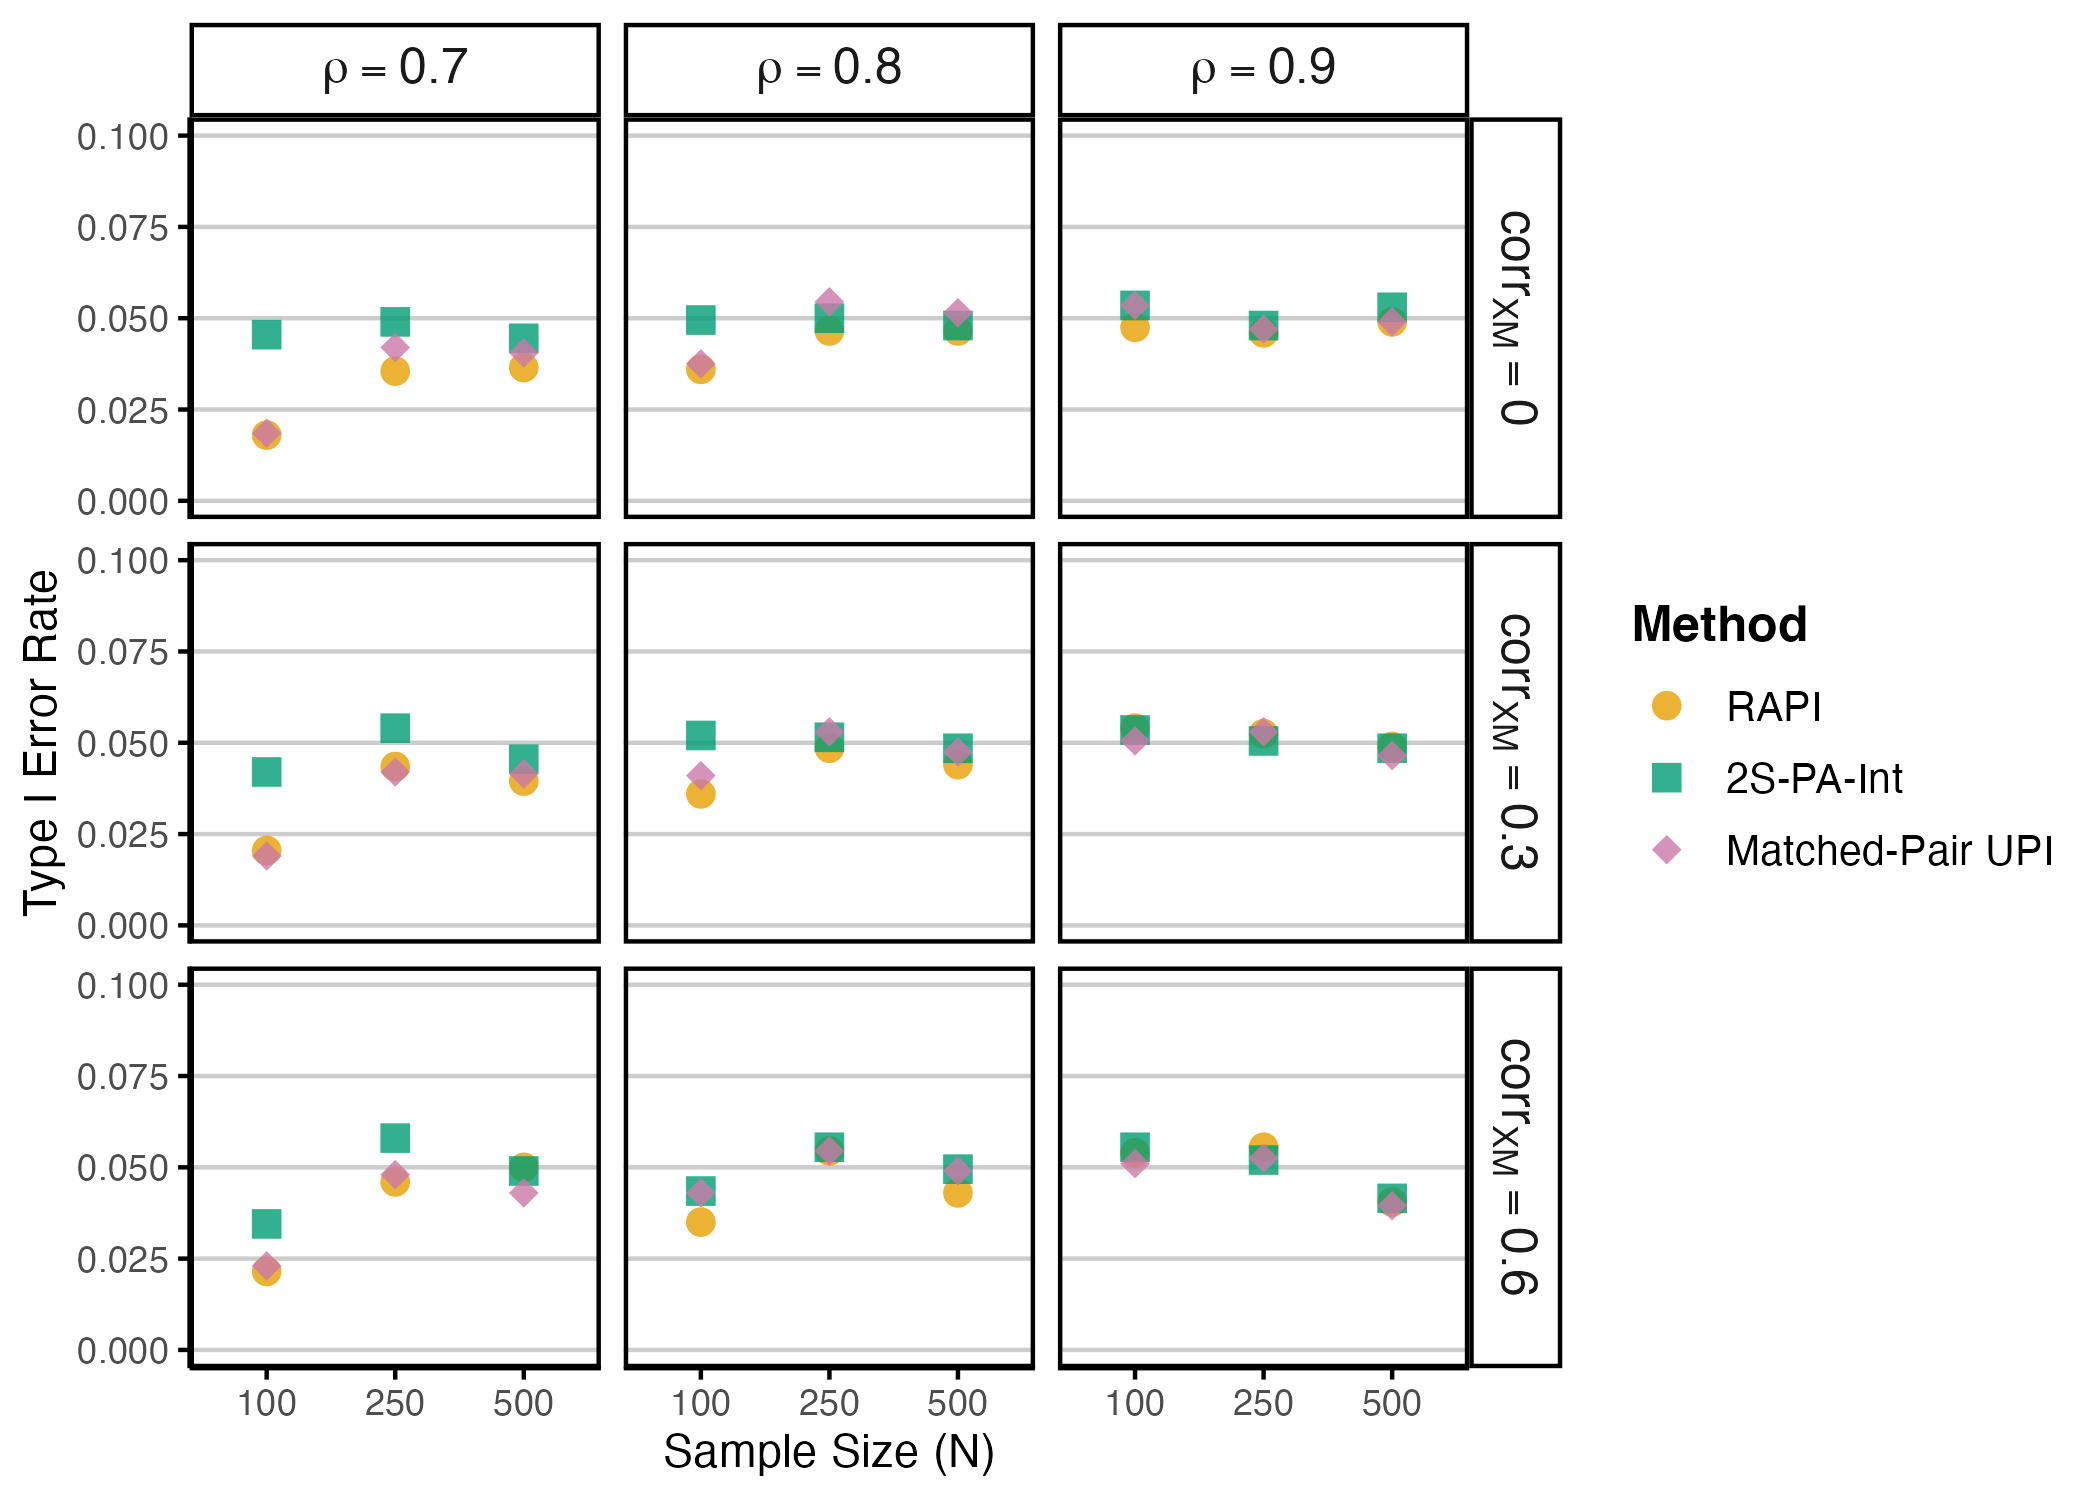 ρ = 0.7
ρ = 0.8
ρ = 0.9
0.100
0.075
0.050
0.025
0.000
corrXM = 0
0.100
0.075
0.050
0.025
0.000
corrXM = 0.3
0.100
0.075
0.050
0.025
0.000
corrXM = 0.6
Type I Error Rate
100 250 500
100 250 500
100 250 500
Sample Size (N)
Method
RAPI
2S-PA-Int
Matched-Pair UPI